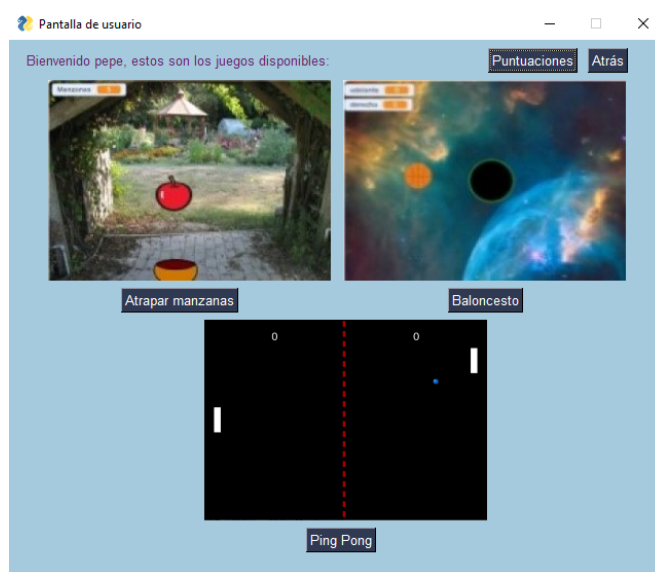 Pantalla de usuario
Bienvenido pepe, estos son los juegos disponibles:
Puntuaciones
Atrás
Manzanas
derecha
Atrapar manzanas
Baloncesto
0
0
Ping Pong